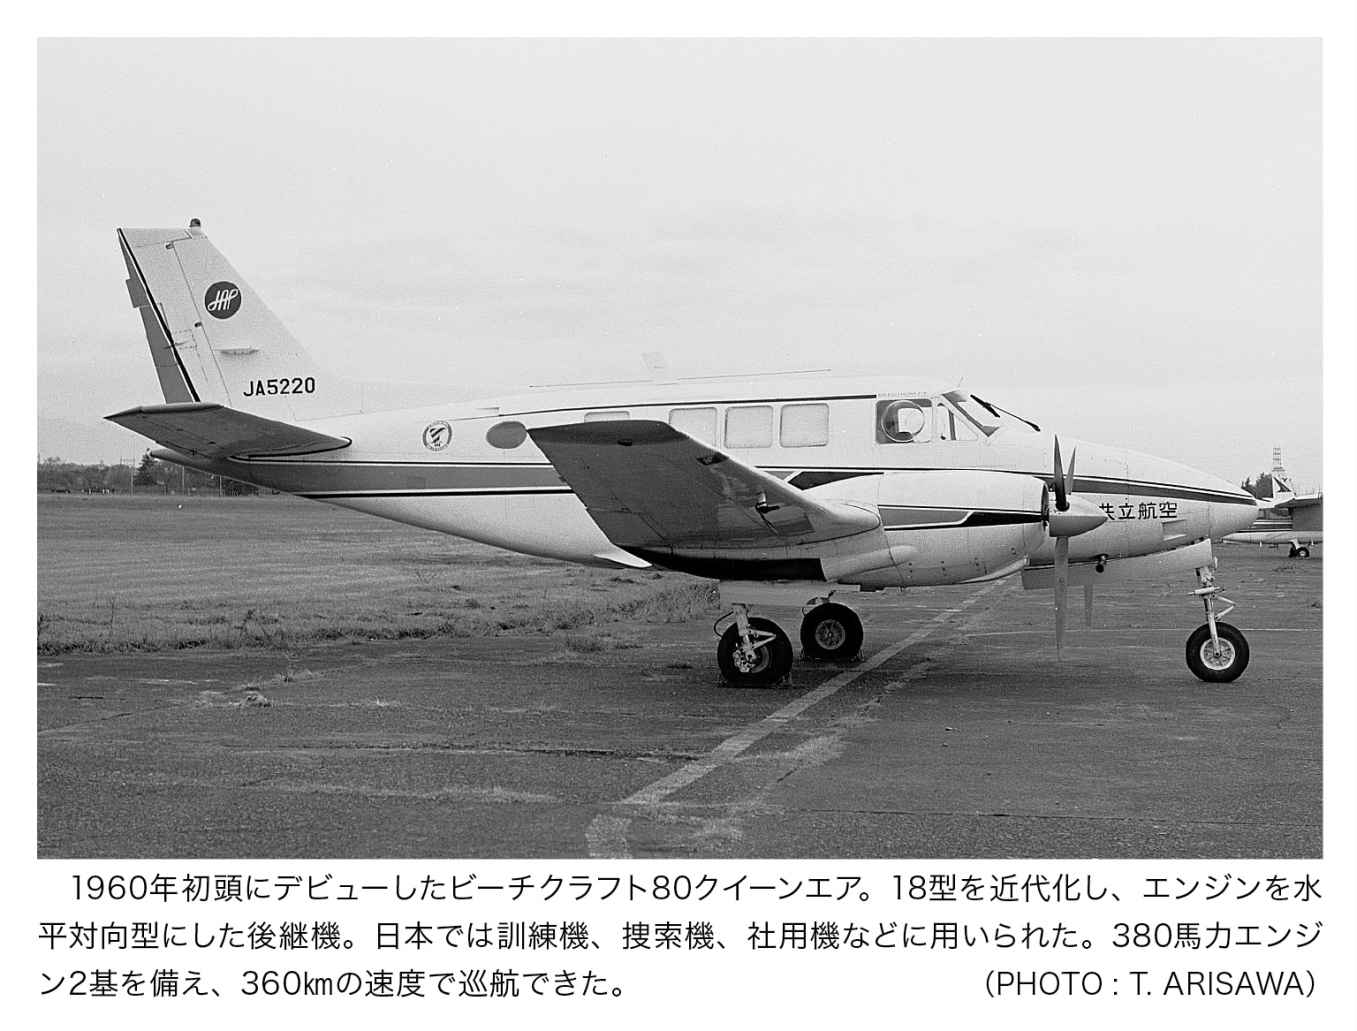 JAP
JA5220
共立航空
1960年初頭にデビューしたビーチクラフト80クイーンエア。18型を近代化し、エンジンを水
平対向型にした後継機。日本では訓練機、捜索機、社用機などに用いられた。380馬力エンジ
ン2基を備え、360㎞の速度で巡航できた。 (PHOTO : T. ARISAWA)